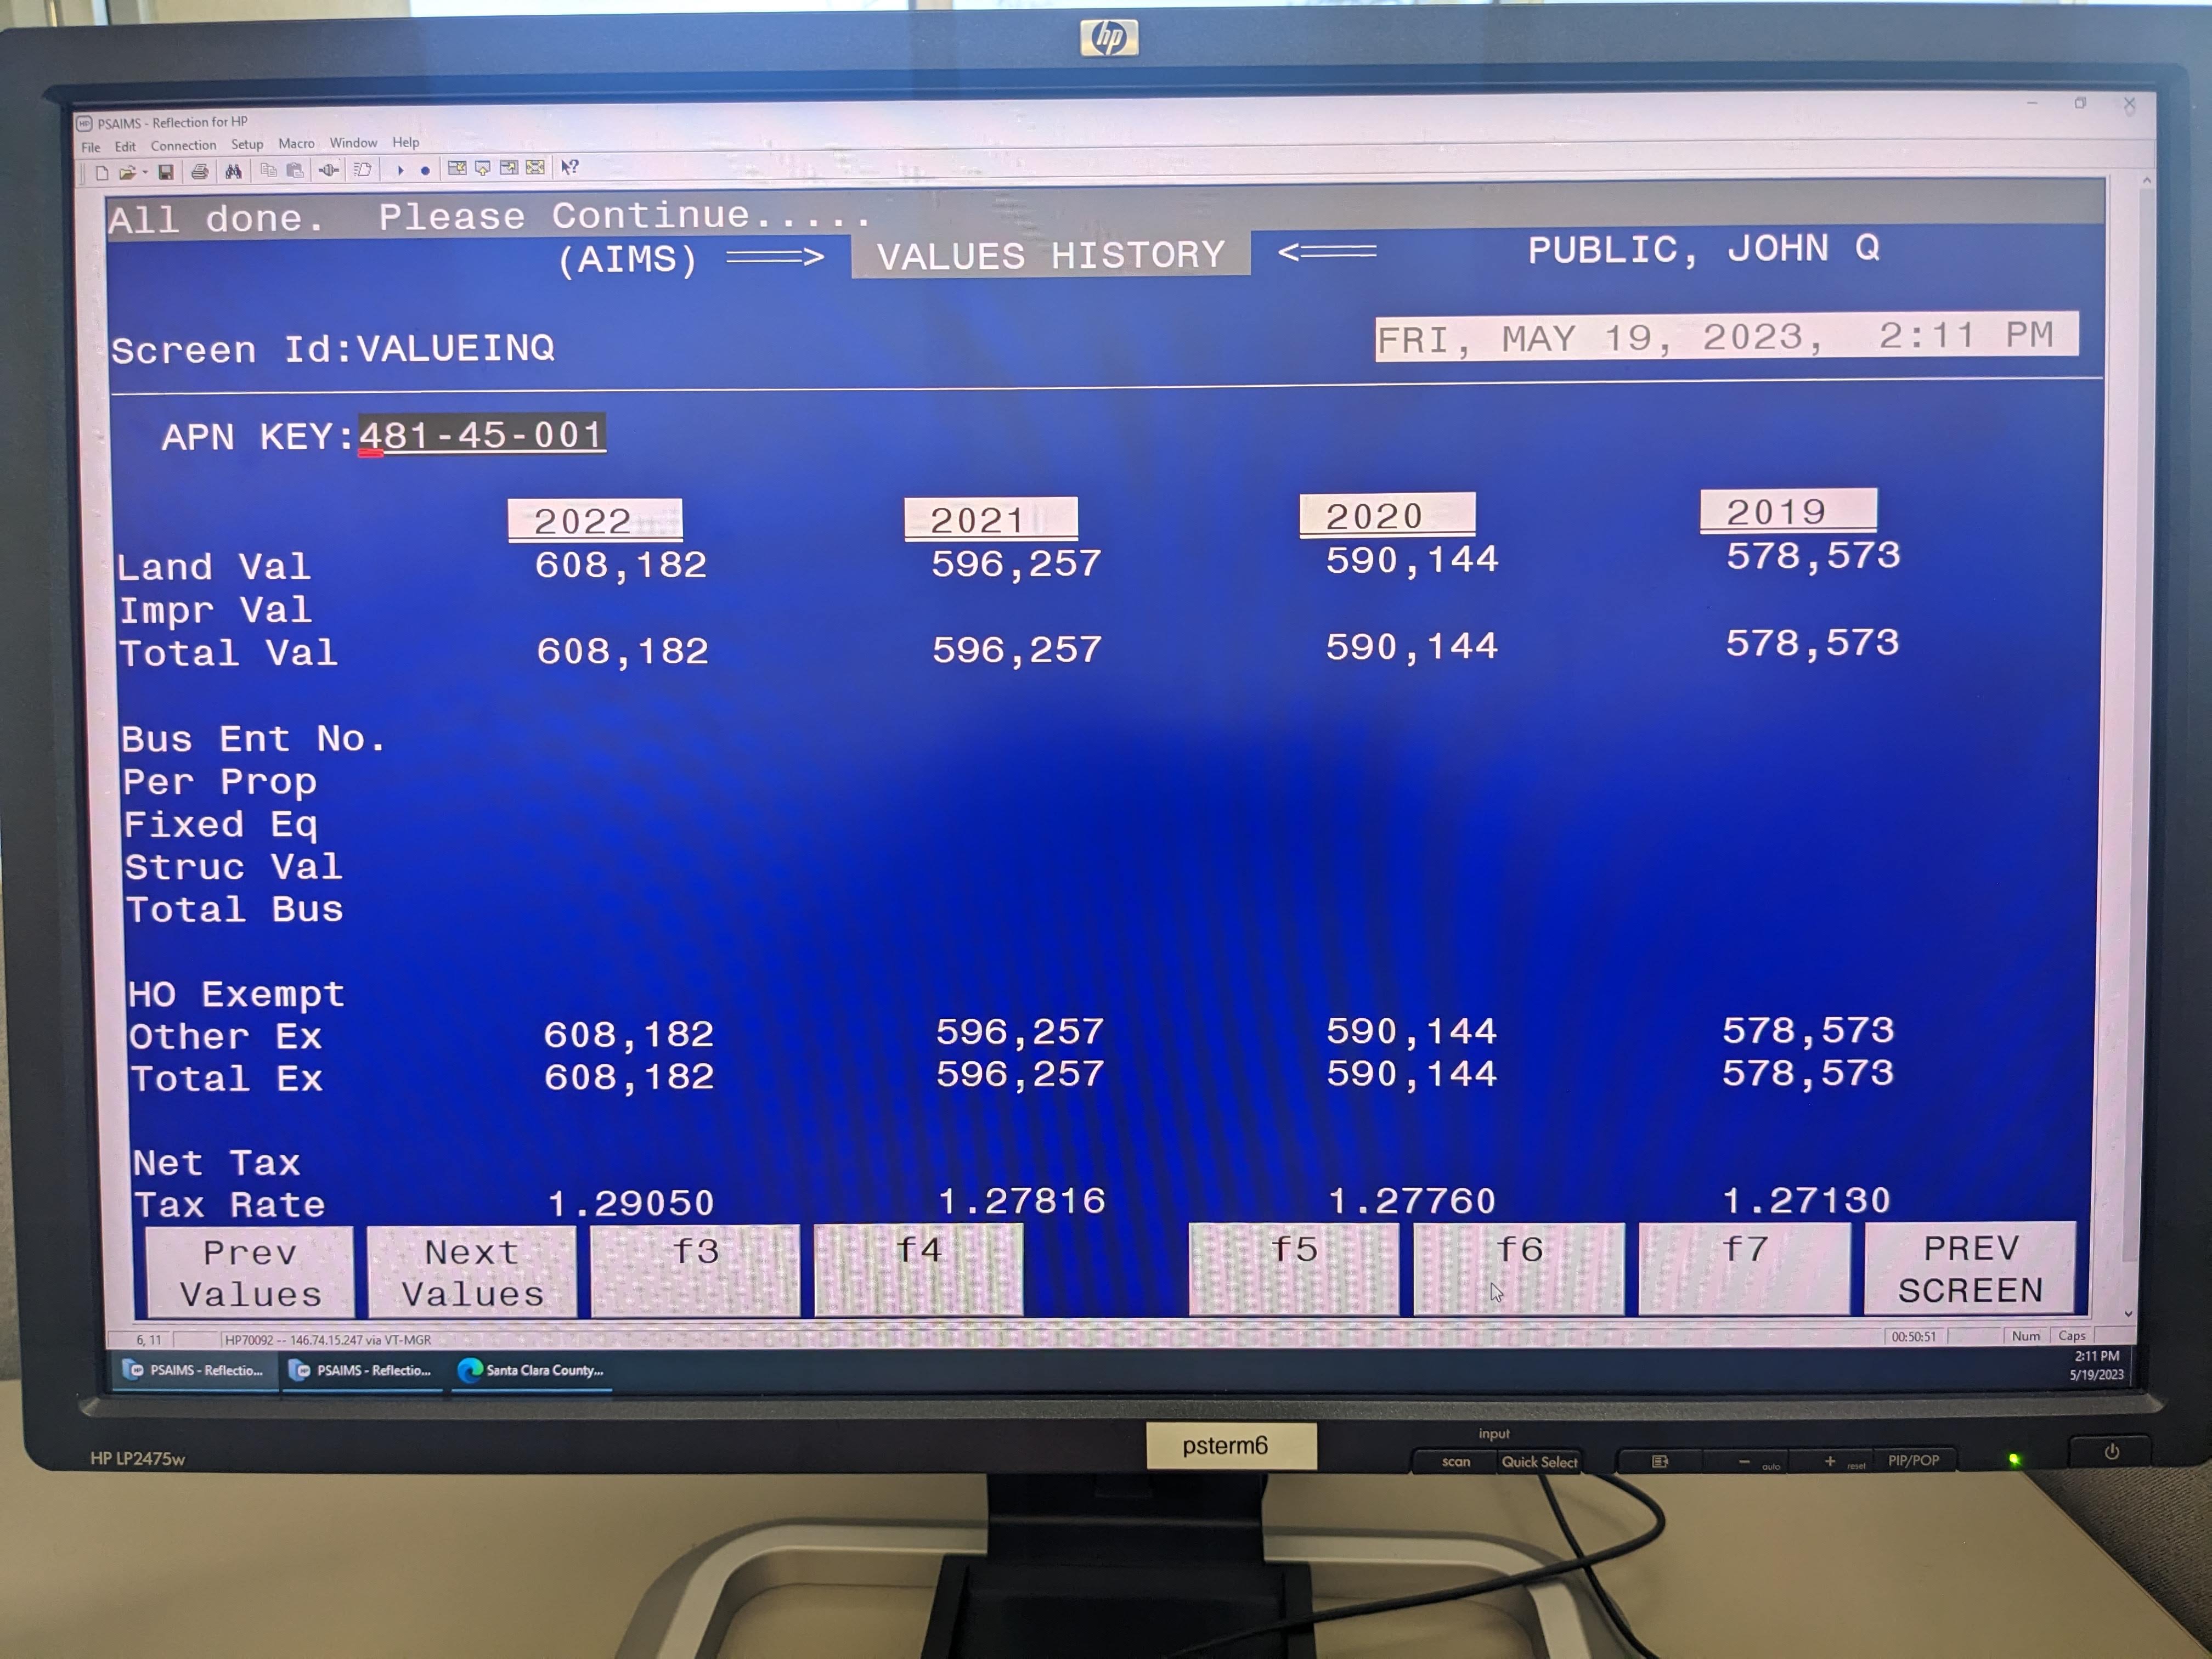 hp
PSAIMS - Reflection for HP
File Edit Connection Setup Macro Window Help
All done. Please Continue.....
(AIMS) ===> VALUES HISTORY <=== PUBLIC, JOHN Q
Screen Id:VALUEINQ FRI, MAY 19, 2023, 2:11 PM
APN KEY:481-45-001
2022 2021 2020 2019
Land Val 608,182 596,257 590,144 578,573
Impr Val
Total Val 608,182 596,257 590,144 578,573
Bus Ent No.
Per Prop
Fixed Eq
Struc Val
Total Bus
HO Exempt
Other Ex 608,182 596,257 590,144 578,573
Total Ex 608,182 596,257 590,144 578,573
Net Tax
Tax Rate 1.29050 1.27816 1.27760 1.27130
Prev Next f3 f4 f5 f6 f7 PREV
Values Values SCREEN
6, 11 HP70092 -- 146.74.15.247 via VT-MGR 00:50:51 Num Caps
PSAIMS - Reflectio... PSAIMS - Reflectio... Santa Clara County... 2:11 PM
5/19/2023
HP LP2475w
psterm6
input
scan Quick Select - auto + reset PIP/POP